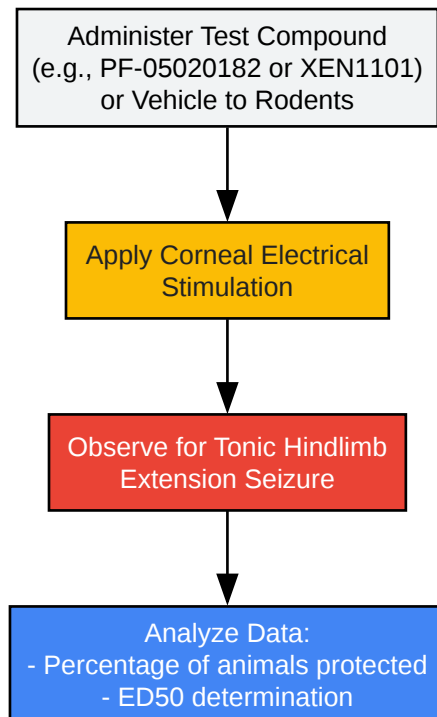 Administer Test Compound
(e.g., PF-05020182 or XEN1101)
or Vehicle to Rodents
Apply Corneal Electrical
Stimulation
Observe for Tonic Hindlimb
Extension Seizure
Analyze Data:
- Percentage of animals protected
- ED50 determination